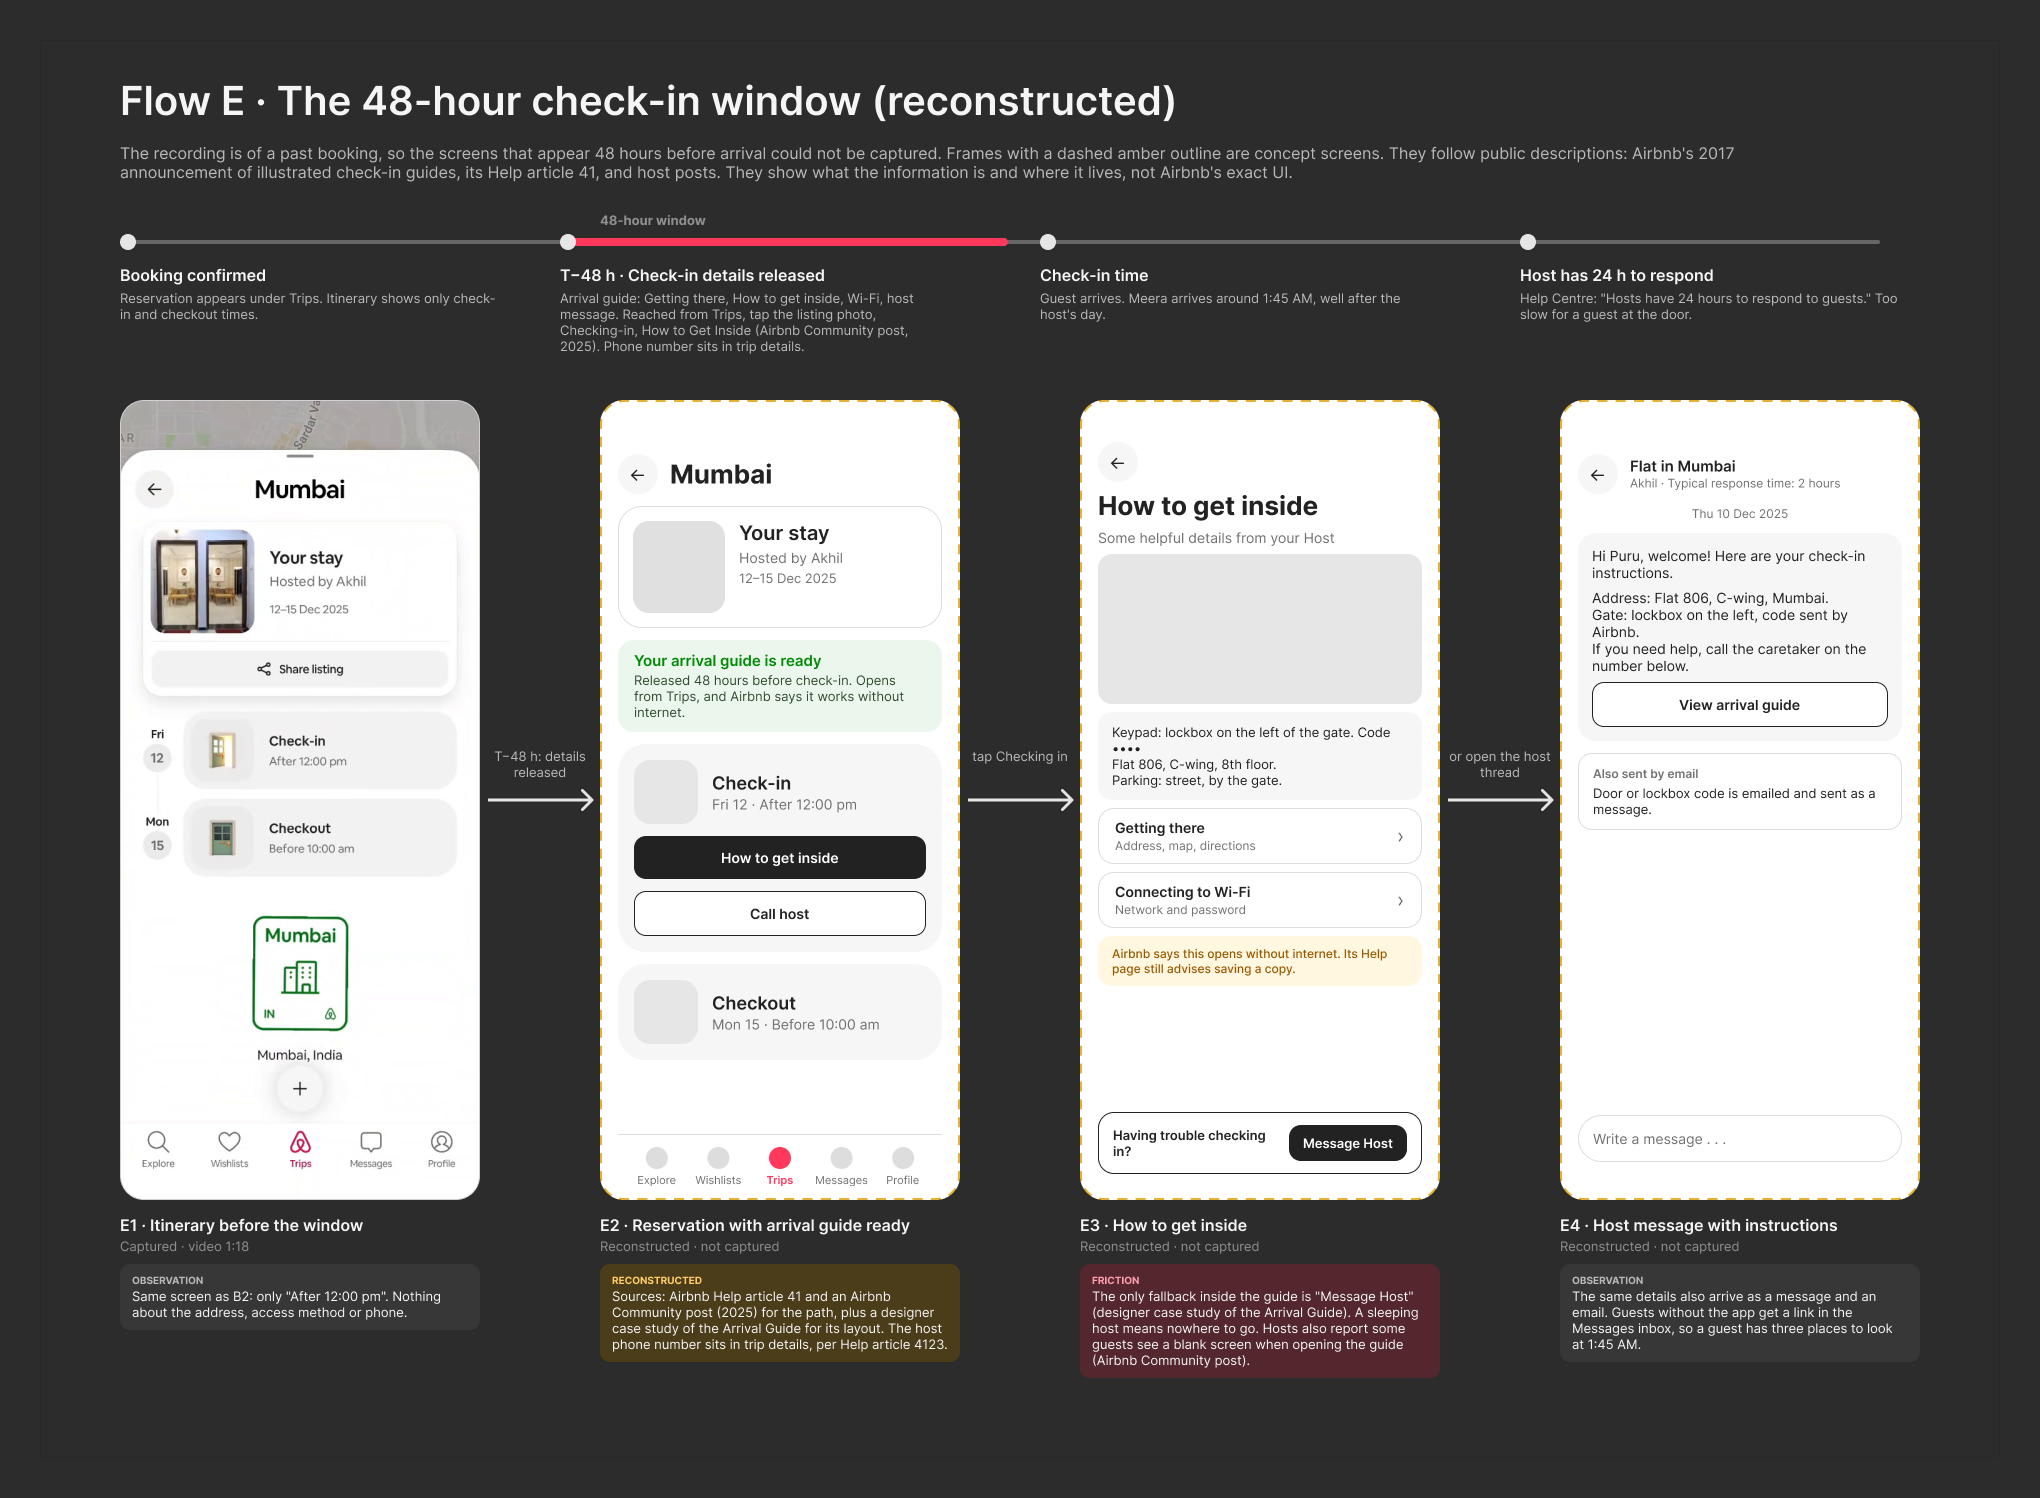 Flow E · The 48-hour check-in window (reconstructed)
The recording is of a past booking, so the screens that appear 48 hours before arrival could not be captured. Frames with a dashed amber outline are concept screens. They follow public descriptions: Airbnb's 2017
announcement of illustrated check-in guides, its Help article 41, and host posts. They show what the information is and where it lives, not Airbnb's exact UI.
48-hour window
Booking confirmed
Reservation appears under Trips. Itinerary shows only check-
in and checkout times.
T−48 h · Check-in details released
Arrival guide: Getting there, How to get inside, Wi-Fi, host
message. Reached from Trips, tap the listing photo,
Checking-in, How to Get Inside (Airbnb Community post,
2025). Phone number sits in trip details.
Check-in time
Guest arrives. Meera arrives around 1:45 AM, well after the
host's day.
Host has 24 h to respond
Help Centre: "Hosts have 24 hours to respond to guests." Too
slow for a guest at the door.
AR
Sardar Va
Mumbai
Your stay
Hosted by Akhil
12–15 Dec 2025
Share listing
Fri
12
Check-in
After 12:00 pm
Mon
15
Checkout
Before 10:00 am
Mumbai
IN
Mumbai, India
+
Explore
Wishlists
Trips
Messages
Profile
T−48 h: details
released
Mumbai
Your stay
Hosted by Akhil
12–15 Dec 2025
Your arrival guide is ready
Released 48 hours before check-in. Opens
from Trips, and Airbnb says it works without
internet.
Check-in
Fri 12 · After 12:00 pm
How to get inside
Call host
Checkout
Mon 15 · Before 10:00 am
Explore
Wishlists
Trips
Messages
Profile
tap Checking in
How to get inside
Some helpful details from your Host
Keypad: lockbox on the left of the gate. Code
••••
Flat 806, C-wing, 8th floor.
Parking: street, by the gate.
Getting there
Address, map, directions
Connecting to Wi-Fi
Network and password
Airbnb says this opens without internet. Its Help
page still advises saving a copy.
Having trouble checking
in?
Message Host
or open the host
thread
Flat in Mumbai
Akhil · Typical response time: 2 hours
Thu 10 Dec 2025
Hi Puru, welcome! Here are your check-in
instructions.
Address: Flat 806, C-wing, Mumbai.
Gate: lockbox on the left, code sent by
Airbnb.
If you need help, call the caretaker on the
number below.
View arrival guide
Also sent by email
Door or lockbox code is emailed and sent as a
message.
Write a message . . .
E1 · Itinerary before the window
Captured · video 1:18
OBSERVATION
Same screen as B2: only "After 12:00 pm". Nothing
about the address, access method or phone.
E2 · Reservation with arrival guide ready
Reconstructed · not captured
RECONSTRUCTED
Sources: Airbnb Help article 41 and an Airbnb
Community post (2025) for the path, plus a designer
case study of the Arrival Guide for its layout. The host
phone number sits in trip details, per Help article 4123.
E3 · How to get inside
Reconstructed · not captured
FRICTION
The only fallback inside the guide is "Message Host"
(designer case study of the Arrival Guide). A sleeping
host means nowhere to go. Hosts also report some
guests see a blank screen when opening the guide
(Airbnb Community post).
E4 · Host message with instructions
Reconstructed · not captured
OBSERVATION
The same details also arrive as a message and an
email. Guests without the app get a link in the
Messages inbox, so a guest has three places to look
at 1:45 AM.